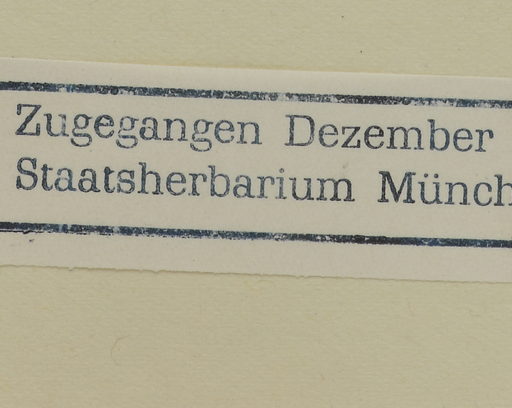 Zugegangen Dezember
Staatsherbarium Münch